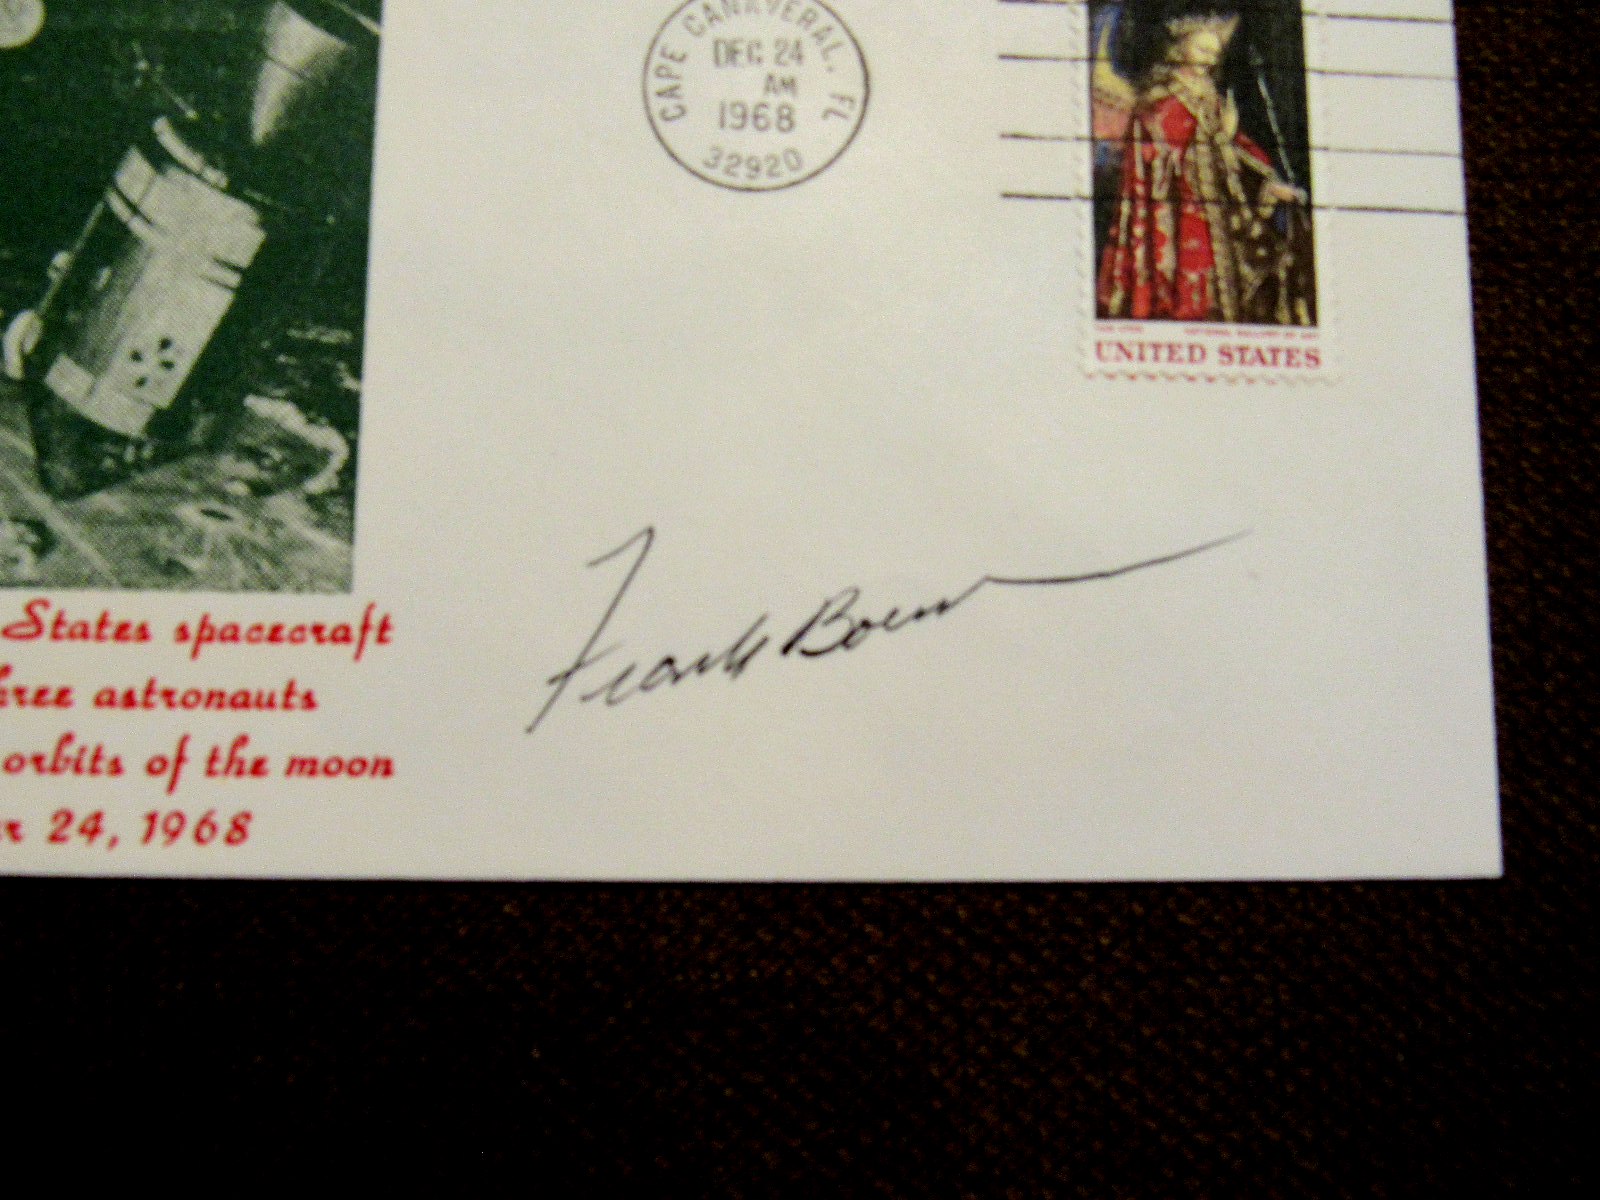 CAPE CANAVERAL, FL
DEC 24
AM
1968
32920
UNITED STATES
Frank Borman
States spacecraft
hree astronauts
orbits of the moon
r 24, 1968